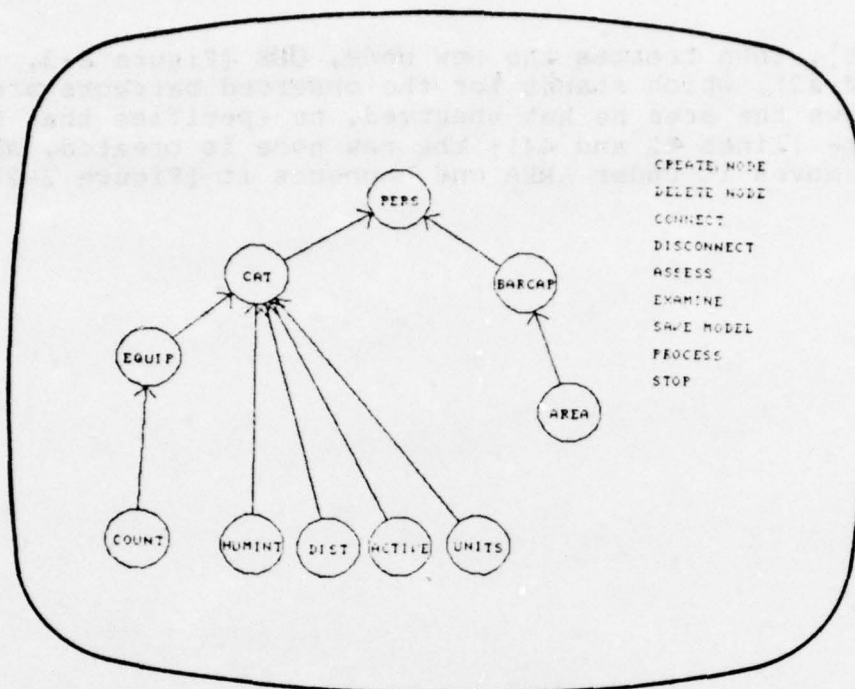 PERS
CAT
BARCAP
EQUIP
AREA
COUNT
HUMINT
DIST
ACTIVE
UNITS
CREATE NODE
DELETE NODE
CONNECT
DISCONNECT
ASSESS
EXAMINE
SAVE MODEL
PROCESS
STOP